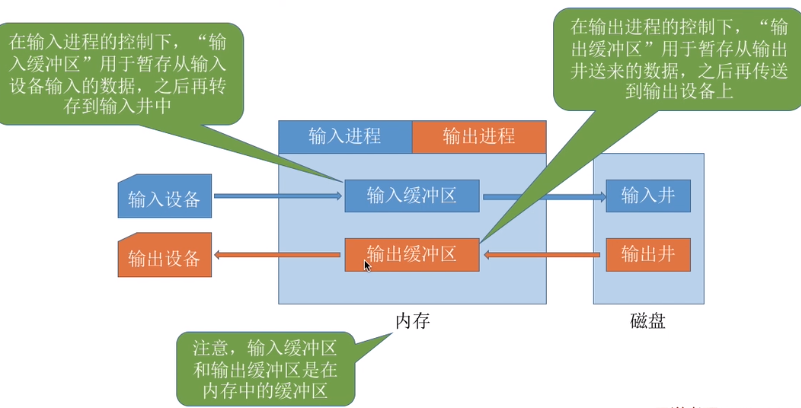 在输入进程的控制下，“输
入缓冲区”用于暂存从输入
设备输入的数据，之后再转
存到输入井中
在输出进程的控制下，“输
出缓冲区”用于暂存从输出
井送来的数据，之后再传送
到输出设备上
输入进程
输出进程
输入设备
输入缓冲区
输入井
输出设备
输出缓冲区
输出井
内存
磁盘
注意，输入缓冲区
和输出缓冲区是在
内存中的缓冲区